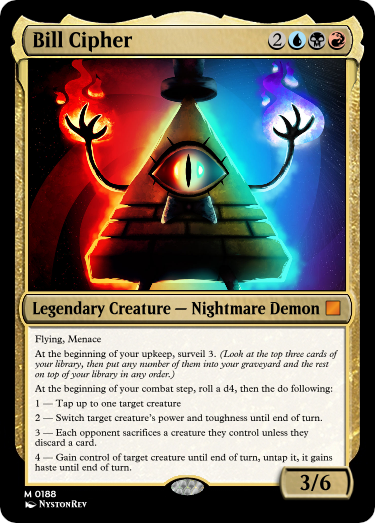 Bill Cipher 2
Legendary Creature — Nightmare Demon
Flying, Menace
At the beginning of your upkeep, surveil 3. (Look at the top three cards of
your library, then put any number of them into your graveyard and the rest
on top of your library in any order.)
At the beginning of your combat step, roll a d4, then do the following:
1 — Tap up to one target creature
2 — Switch target creature's power and toughness until end of turn.
3 — Each opponent sacrifices a creature they control unless they
discard a card.
4 — Gain control of target creature until end of turn, untap it, it gains
haste until end of turn.
3/6
M 0188
NystonRev